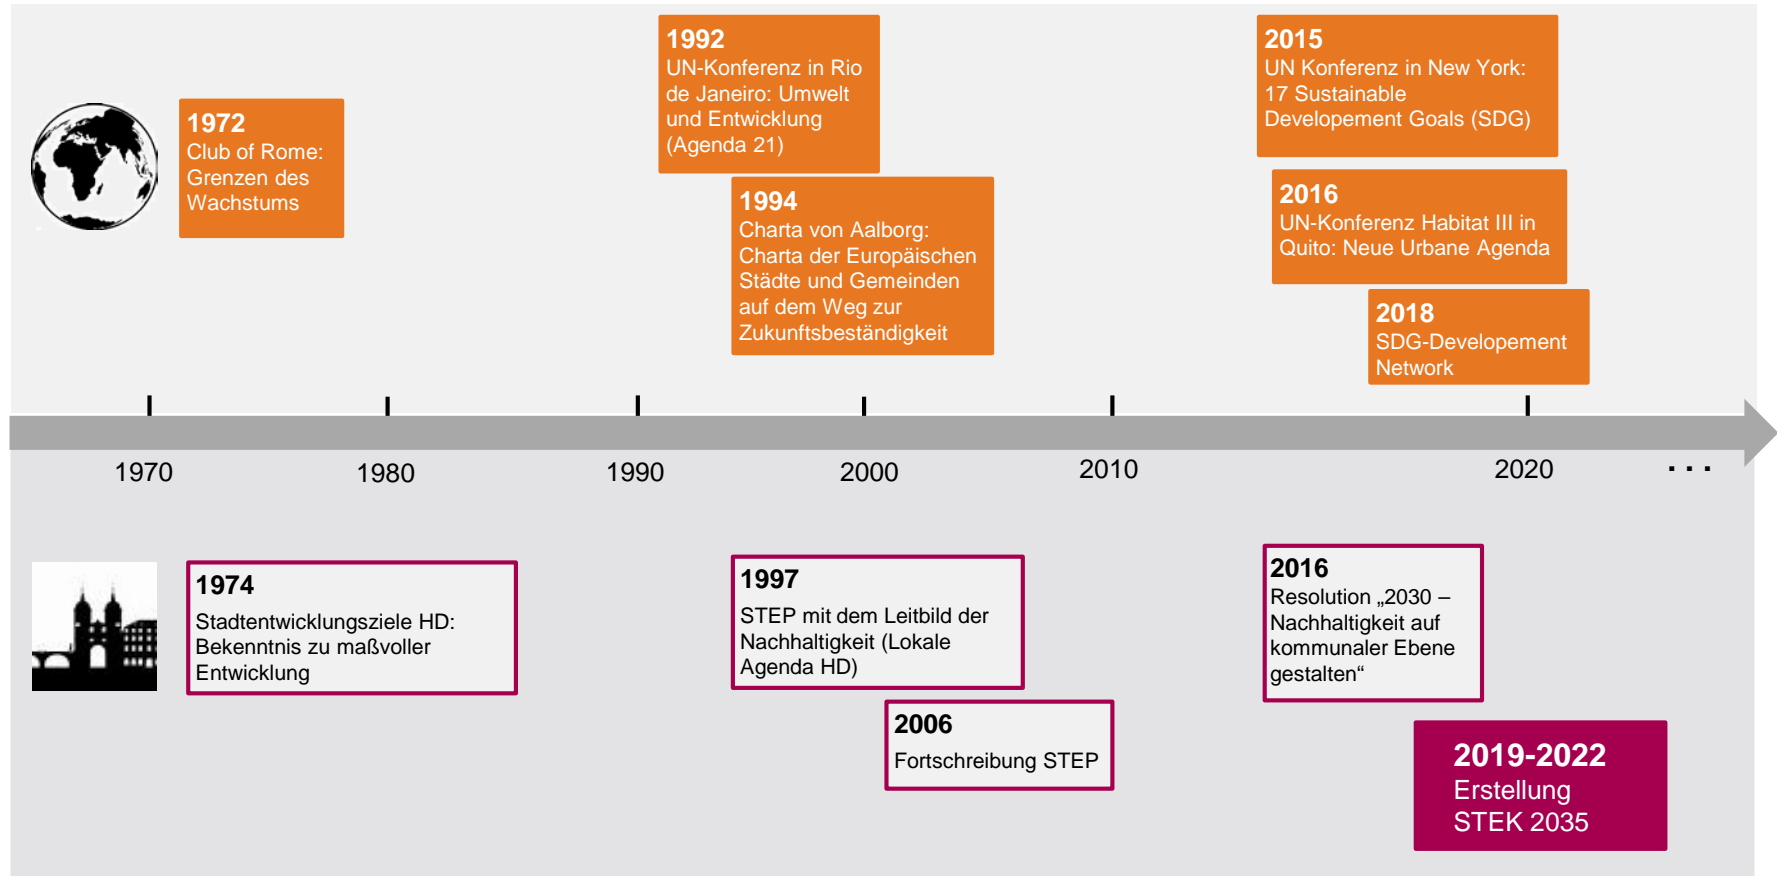 1972
Club of Rome:
Grenzen des
Wachstums
1992
UN-Konferenz in Rio
de Janeiro: Umwelt
und Entwicklung
(Agenda 21)
1994
Charta von Aalborg:
Charta der Europäischen
Städte und Gemeinden
auf dem Weg zur
Zukunftsbeständigkeit
2015
UN Konferenz in New York:
17 Sustainable
Developement Goals (SDG)
2016
UN-Konferenz Habitat III in
Quito: Neue Urbane Agenda
2018
SDG-Developement
Network
1970 1980 1990 2000 2010 2020 ...
1974
Stadtentwicklungsziele HD:
Bekenntnis zu maßvoller
Entwicklung
1997
STEP mit dem Leitbild der
Nachhaltigkeit (Lokale
Agenda HD)
2006
Fortschreibung STEP
2016
Resolution „2030 –
Nachhaltigkeit auf
kommunaler Ebene
gestalten“
2019-2022
Erstellung
STEK 2035